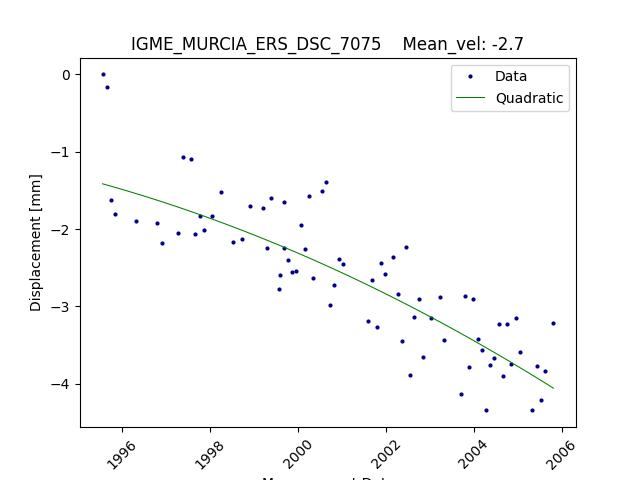 IGME_MURCIA_ERS_DSC_7075    Mean_vel: -2.7
Data
Quadratic
0
−1
−2
−3
−4
Displacement [mm]
1996
1998
2000
2002
2004
2006